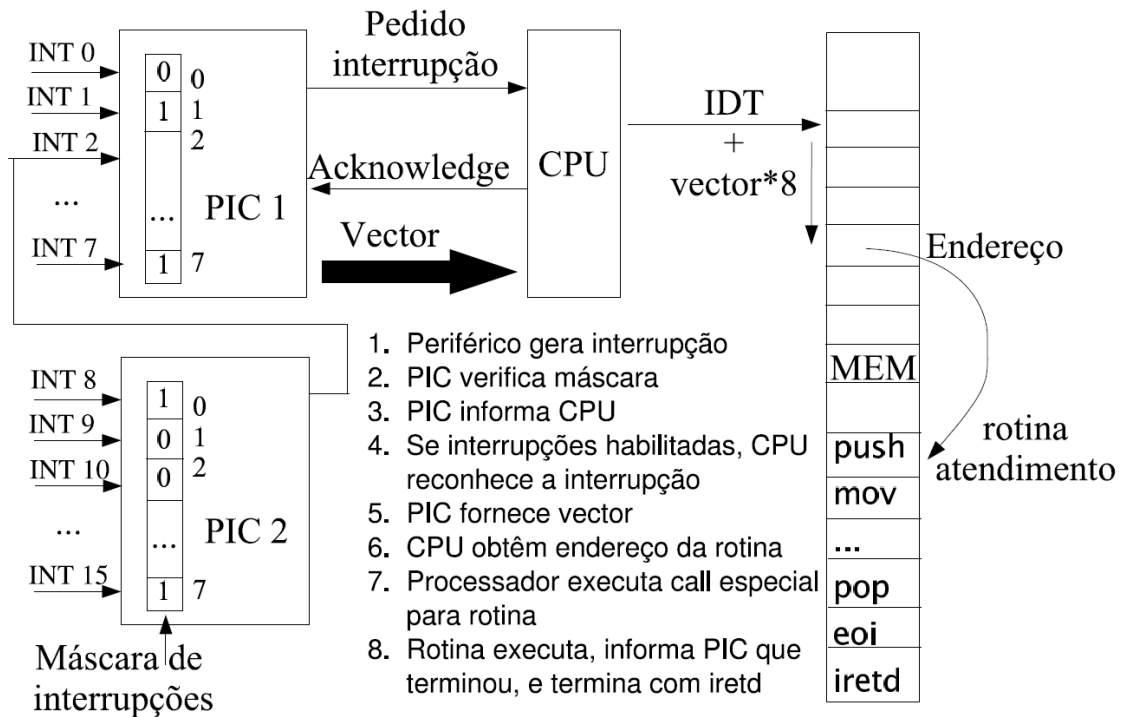 INT 0
INT 1
INT 2
...
INT 7
0 0
1 1
2
...
1 7
PIC 1
Pedido
interrupção
Acknowledge
Vector
CPU
IDT
+
vector*8
Endereço
MEM
rotina
atendimento
push
mov
...
pop
eoi
iretd
INT 8
INT 9
INT 10
...
INT 15
1 0
0 1
0 2
...
1 7
PIC 2
Máscara de
interrupções
1. Periférico gera interrupção
2. PIC verifica máscara
3. PIC informa CPU
4. Se interrupções habilitadas, CPU
reconhece a interrupção
5. PIC fornece vector
6. CPU obtêm endereço da rotina
7. Processador executa call especial
para rotina
8. Rotina executa, informa PIC que
terminou, e termina com iretd